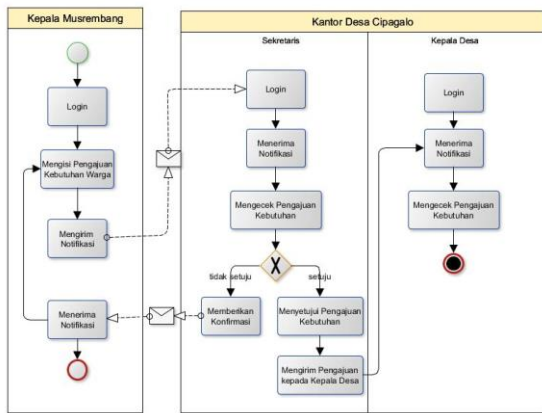 Kepala Musrembang
Login
Mengisi Pengajuan
Kebutuhan Warga
Mengirim
Notifikasi
Menerima
Notifikasi
Kantor Desa Cipagalo
Sekretaris
Login
Menerima
Notifikasi
Mengecek Pengajuan
Kebutuhan
X
tidak setuju
setuju
Memberikan
Konfirmasi
Menyetujui Pengajuan
Kebutuhan
Mengirim Pengajuan
kepada Kepala Desa
Kepala Desa
Login
Menerima
Notifikasi
Mengecek Pengajuan
Kebutuhan